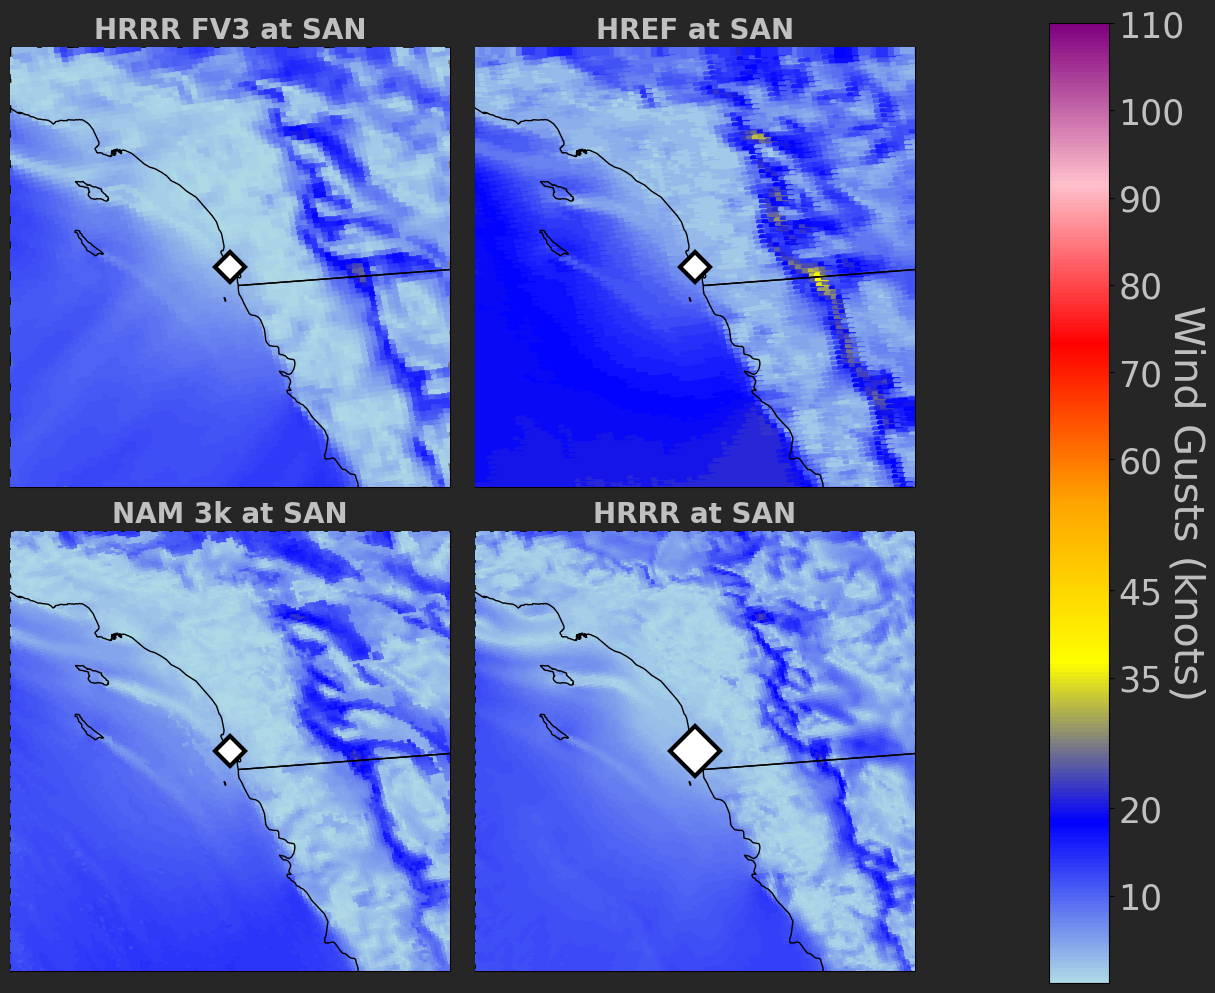 HRRR FV3 at SAN
HREF at SAN
NAM 3k at SAN
HRRR at SAN
110
100
90
80
70
60
45
35
20
10
Wind Gusts (knots)